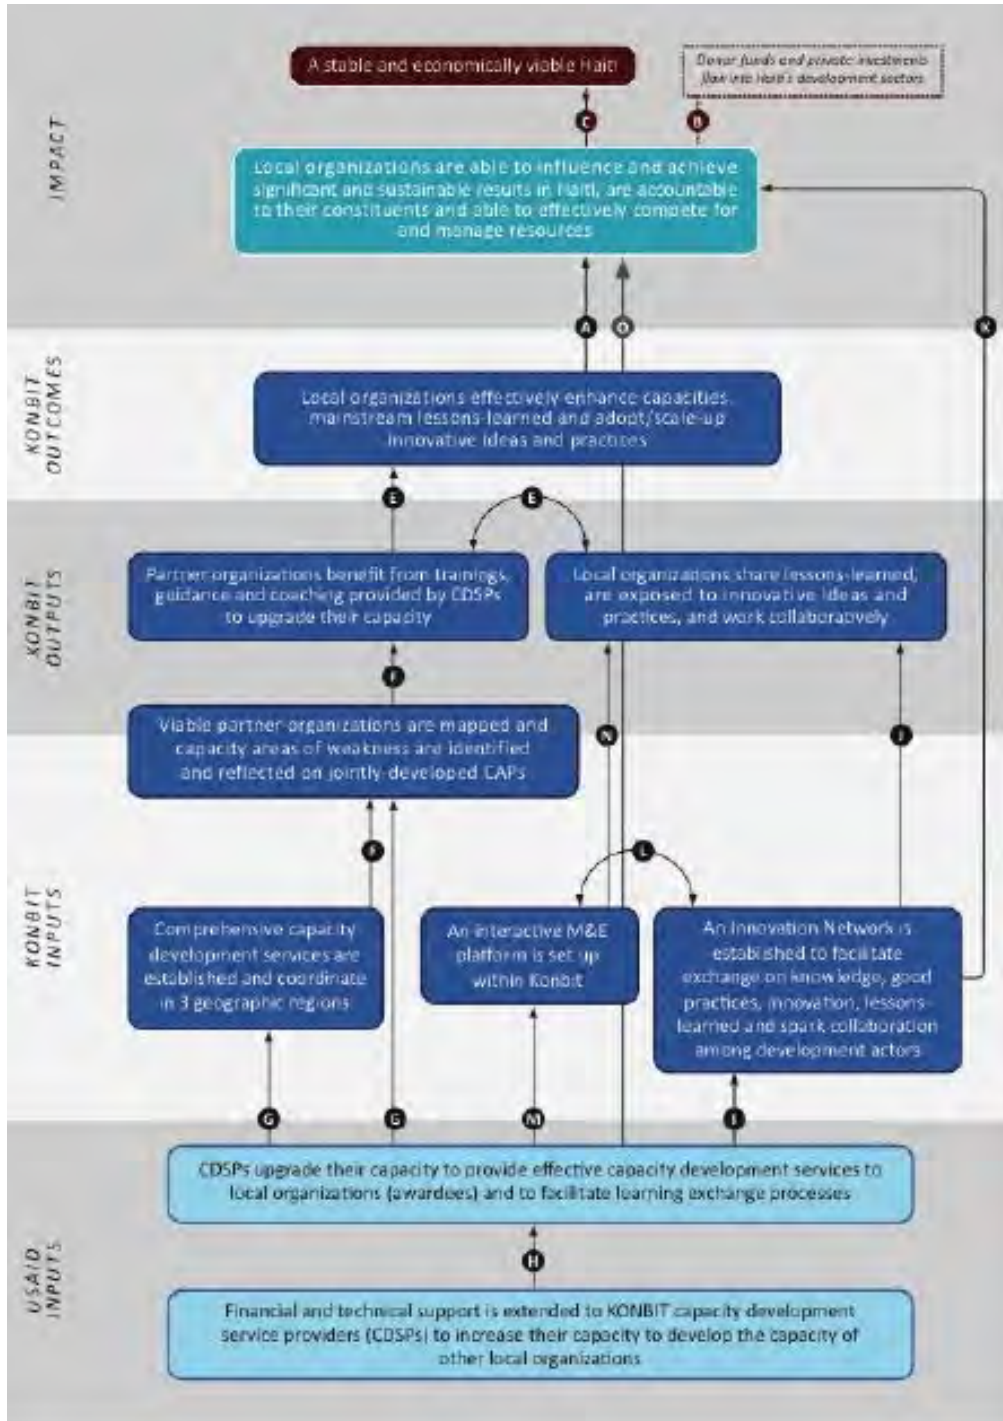 A stable and economically viable Haiti
Donor funds and private investments
flow into Haiti's development sectors
C
B
IMPACT
Local organizations are able to influence and achieve
significant and sustainable results in Haiti, are accountable
to their constituents and able to effectively compete for
and manage resources
A
O
K
KONBIT
OUTCOMES
Local organizations effectively enhance capacities,
mainstream lessons-learned and adopt/scale-up
innovative ideas and practices
E
E
KONBIT
OUTPUTS
Partner organizations benefit from trainings,
guidance and coaching provided by CDSPs
to upgrade their capacity
Local organizations share lessons-learned,
are exposed to innovative ideas and
practices, and work collaboratively
F
Viable partner organizations are mapped and
capacity areas of weakness are identified
and reflected on jointly-developed CAPs
N
J
F
L
KONBIT
INPUTS
Comprehensive capacity
development services are
established and coordinate
in 3 geographic regions
An interactive M&E
platform is set up
within Konbit
An Innovation Network is
established to facilitate
exchange on knowledge, good
practices, innovation, lessons-
learned and spark collaboration
among development actors
G
G
M
I
USAID
INPUTS
CDSPs upgrade their capacity to provide effective capacity development services to
local organizations (awardees) and to facilitate learning exchange processes
H
Financial and technical support is extended to KONBIT capacity development
service providers (CDSPs) to increase their capacity to develop the capacity of
other local organizations